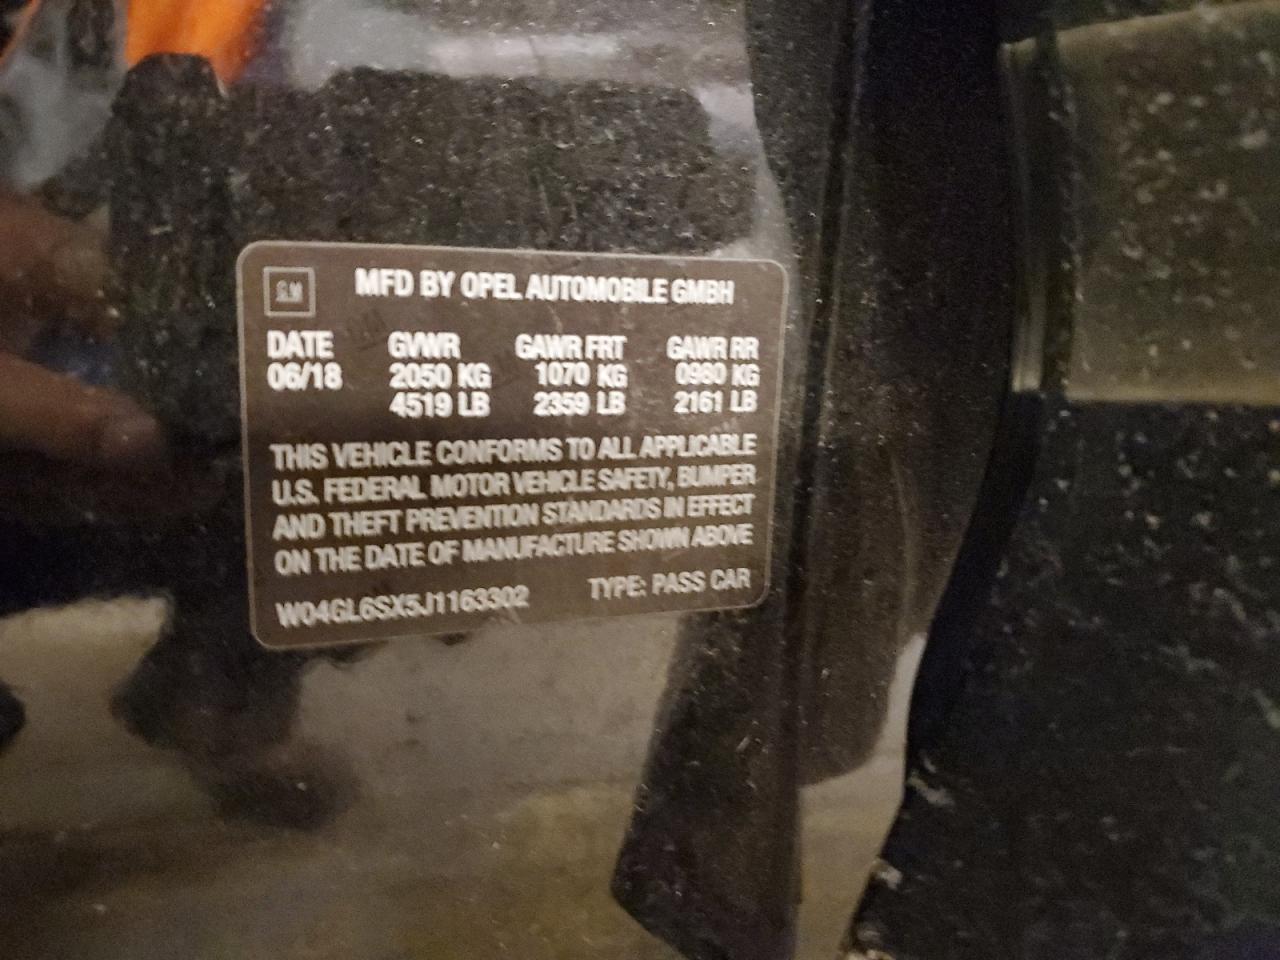 GM MFD BY OPEL AUTOMOBILE GMBH
DATE GVWR GAWR FRT GAWR RR
06/18 2050 KG 1070 KG 0980 KG
4519 LB 2359 LB 2161 LB
THIS VEHICLE CONFORMS TO ALL APPLICABLE
U.S. FEDERAL MOTOR VEHICLE SAFETY, BUMPER
AND THEFT PREVENTION STANDARDS IN EFFECT
ON THE DATE OF MANUFACTURE SHOWN ABOVE
W04GL6SX5J1163302 TYPE: PASS CAR